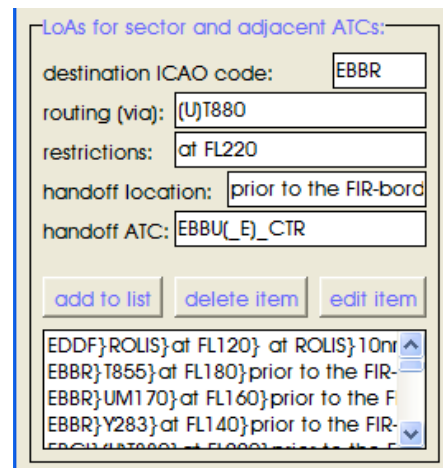 LoAs for sector and adjacent ATCs:
destination ICAO code: EBBR
routing (via): (U)T880
restrictions: at FL220
handoff location: prior to the FIR-bord
handoff ATC: EBBU(_E)_CTR
add to list delete item edit item
EDDF}ROLIS}at FL120} at ROLIS}10n
EBBR}T855}at FL180}prior to the FIR-
EBBR}UM170}at FL160}prior to the F
EBBR}Y283}at FL140}prior to the FIR-